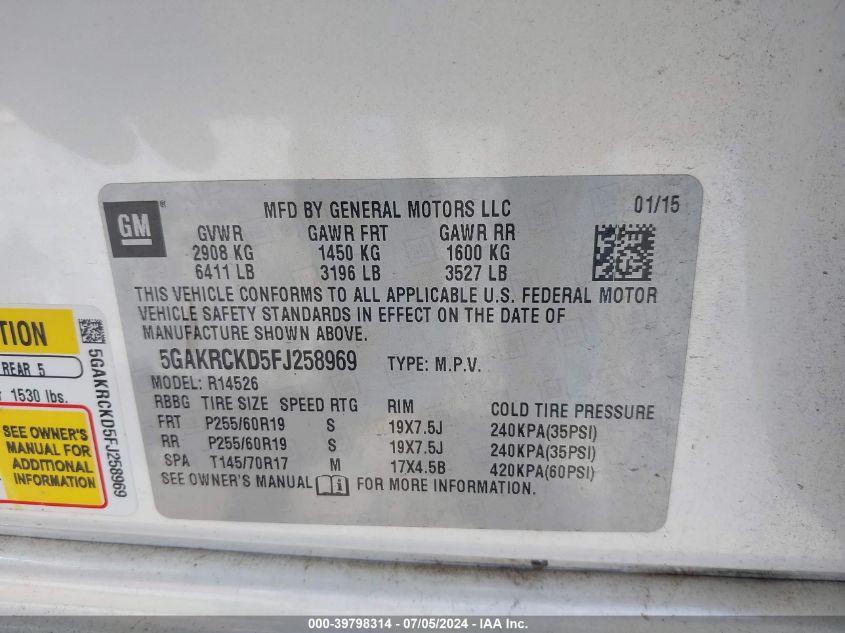 GM
MFD BY GENERAL MOTORS LLC 01/15
GVWR GAWR FRT GAWR RR
2908 KG 1450 KG 1600 KG
6411 LB 3196 LB 3527 LB
THIS VEHICLE CONFORMS TO ALL APPLICABLE U.S. FEDERAL MOTOR
VEHICLE SAFETY STANDARDS IN EFFECT ON THE DATE OF
MANUFACTURE SHOWN ABOVE.
5GAKRCKD5FJ258969 TYPE: M.P.V.
MODEL: R14526
RBBG TIRE SIZE SPEED RTG RIM COLD TIRE PRESSURE
FRT P255/60R19 S 19X7.5J 240KPA(35PSI)
RR P255/60R19 S 19X7.5J 240KPA(35PSI)
SPA T145/70R17 M 17X4.5B 420KPA(60PSI)
SEE OWNER'S MANUAL FOR MORE INFORMATION.
REAR 5
1530 lbs.
SEE OWNER'S
MANUAL FOR
ADDITIONAL
INFORMATION
5GAKRCKD5FJ258969
000-39798314 - 07/05/2024 - IAA Inc.